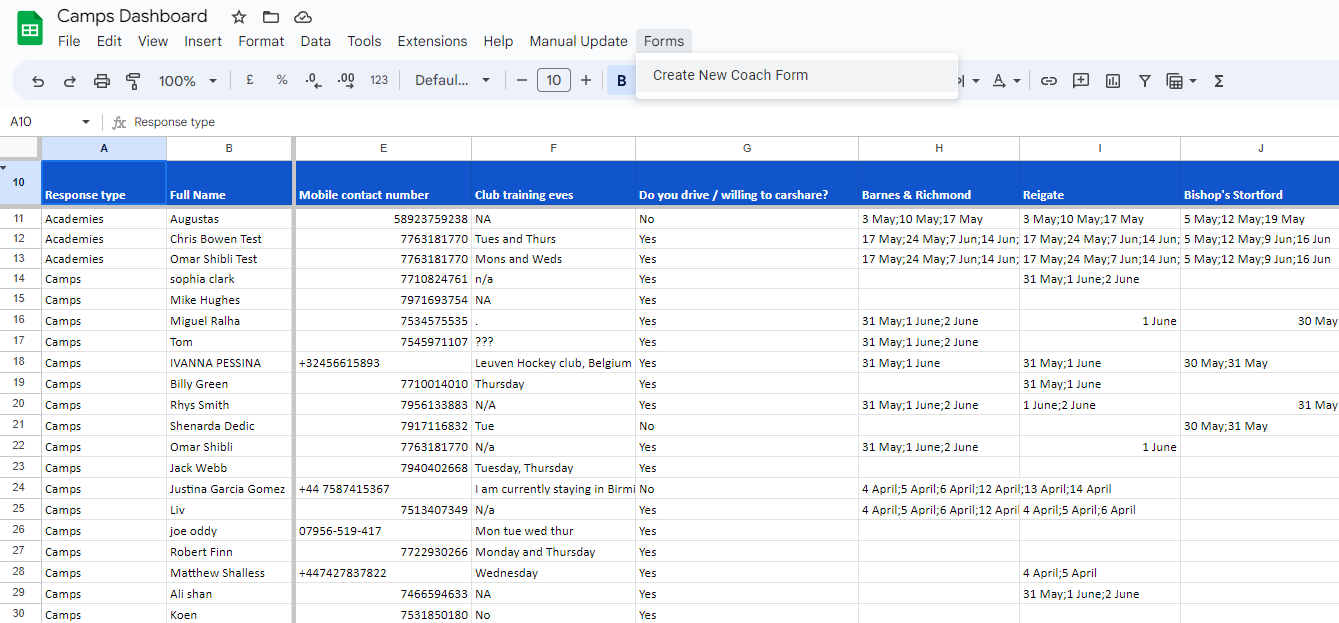 Camps Dashboard
File Edit View Insert Format Data Tools Extensions Help Manual Update Forms
100% £ % .0 .00 123 Defaul... − 10 + B A Σ
Create New Coach Form
A10 fx Response type
A B E F G H I J
10 Response type Full Name Mobile contact number Club training eves Do you drive / willing to carshare? Barnes & Richmond Reigate Bishop's Stortford
11 Academies Augustas 58923759238 NA No 3 May;10 May;17 May 3 May;10 May;17 May 5 May;12 May;19 May
12 Academies Chris Bowen Test 7763181770 Tues and Thurs Yes 17 May;24 May;7 Jun;14 Jun; 17 May;24 May;7 Jun;14 Jun; 5 May;12 May;9 Jun;16 Jun
13 Academies Omar Shibli Test 7763181770 Mons and Weds Yes 17 May;24 May;7 Jun;14 Jun; 17 May;24 May;7 Jun;14 Jun; 5 May;12 May;9 Jun;16 Jun
14 Camps sophia clark 7710824761 n/a Yes 31 May;1 June;2 June
15 Camps Mike Hughes 7971693754 NA Yes
16 Camps Miguel Ralha 7534575535 . Yes 31 May;1 June;2 June 1 June 30 May
17 Camps Tom 7545971107 ??? Yes 31 May;1 June;2 June
18 Camps IVANNA PESSINA +32456615893 Leuven Hockey club, Belgium Yes 31 May;1 June 31 May;1 June 30 May;31 May
19 Camps Billy Green 7710014010 Thursday Yes 31 May;1 June
20 Camps Rhys Smith 7956133883 N/A Yes 31 May;1 June;2 June 1 June;2 June 31 May
21 Camps Shenarda Dedic 7917116832 Tue No 30 May;31 May
22 Camps Omar Shibli 7763181770 N/a Yes 31 May;1 June;2 June 1 June
23 Camps Jack Webb 7940402668 Tuesday, Thursday Yes
24 Camps Justina Garcia Gomez +44 7587415367 I am currently staying in Birmi No 4 April;5 April;6 April;12 April;13 April;14 April
25 Camps Liv 7513407349 N/a Yes 4 April;5 April;6 April;12 April 4 April;5 April;6 April
26 Camps joe oddy 07956-519-417 Mon tue wed thur Yes
27 Camps Robert Finn 7722930266 Monday and Thursday Yes
28 Camps Matthew Shalless +447427837822 Wednesday Yes 4 April;5 April
29 Camps Ali shan 7466594633 NA Yes 31 May;1 June;2 June
30 Camps Koen 7531850180 No Yes